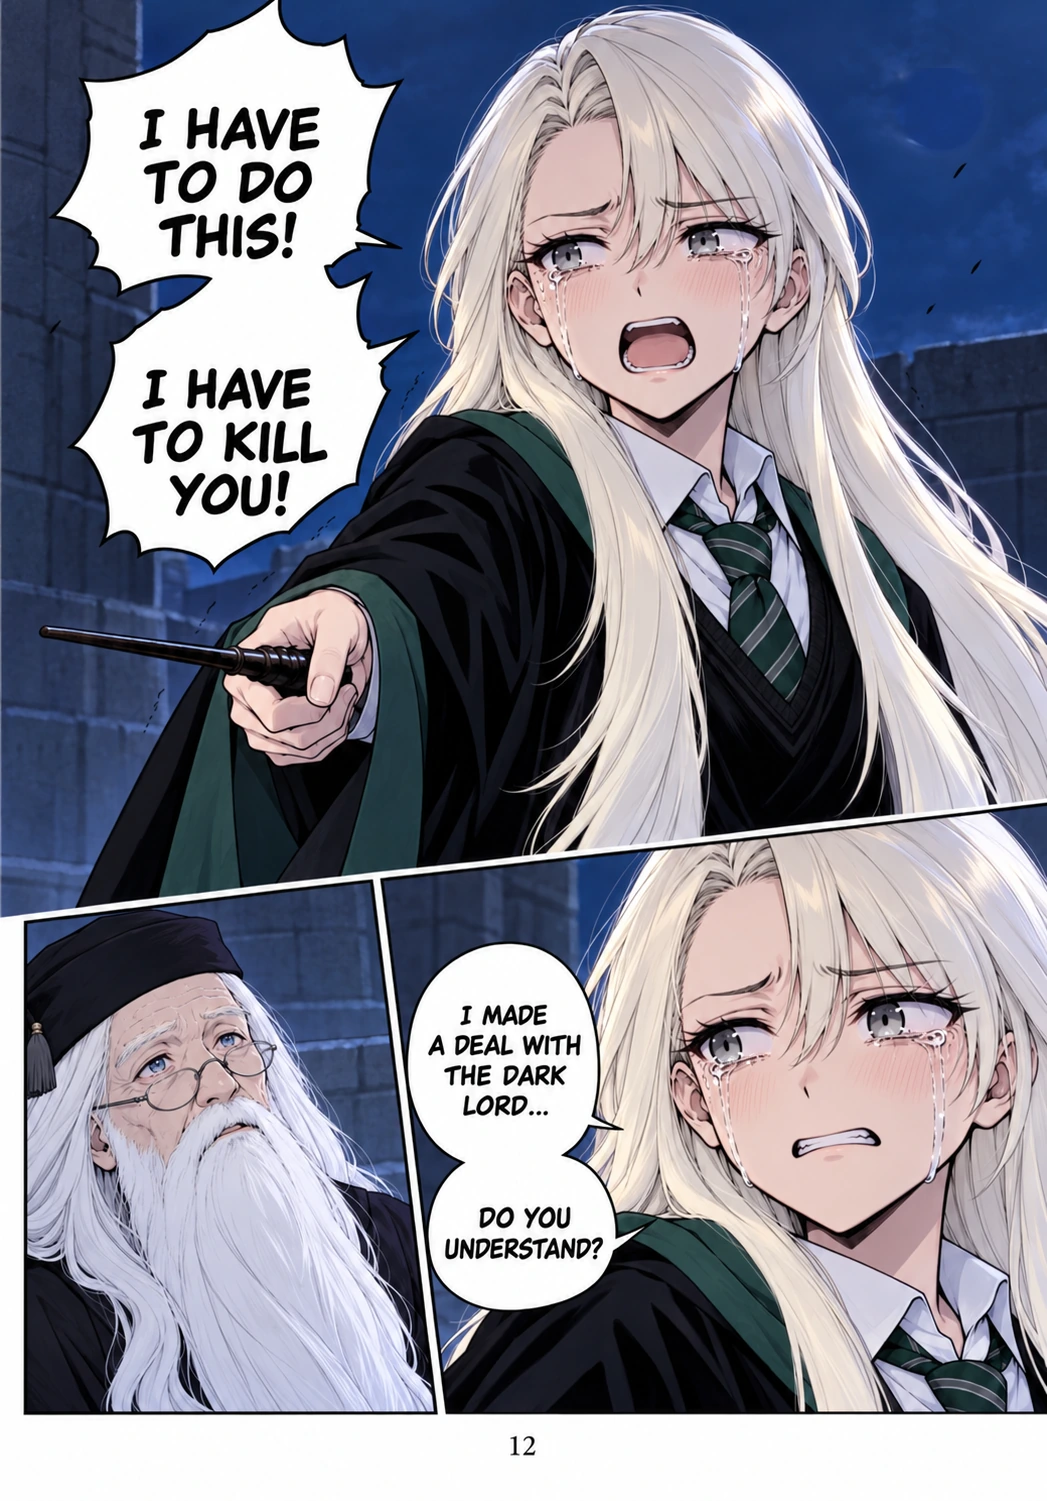 I HAVE
TO DO
THIS!
I HAVE
TO KILL
YOU!
I MADE
A DEAL WITH
THE DARK
LORD...
DO YOU
UNDERSTAND?
12